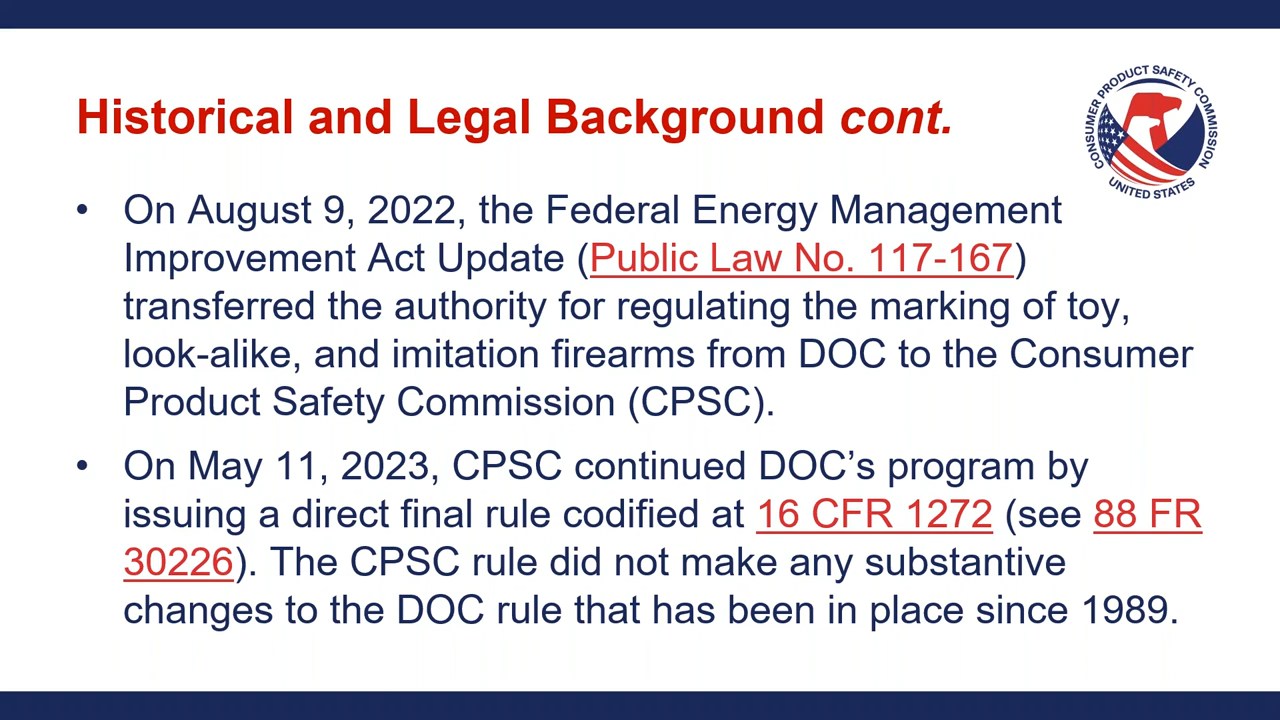 Historical and Legal Background cont.
CONSUMER PRODUCT SAFETY COMMISSION
UNITED STATES
• On August 9, 2022, the Federal Energy Management
Improvement Act Update (Public Law No. 117-167)
transferred the authority for regulating the marking of toy,
look-alike, and imitation firearms from DOC to the Consumer
Product Safety Commission (CPSC).
• On May 11, 2023, CPSC continued DOC’s program by
issuing a direct final rule codified at 16 CFR 1272 (see 88 FR
30226). The CPSC rule did not make any substantive
changes to the DOC rule that has been in place since 1989.